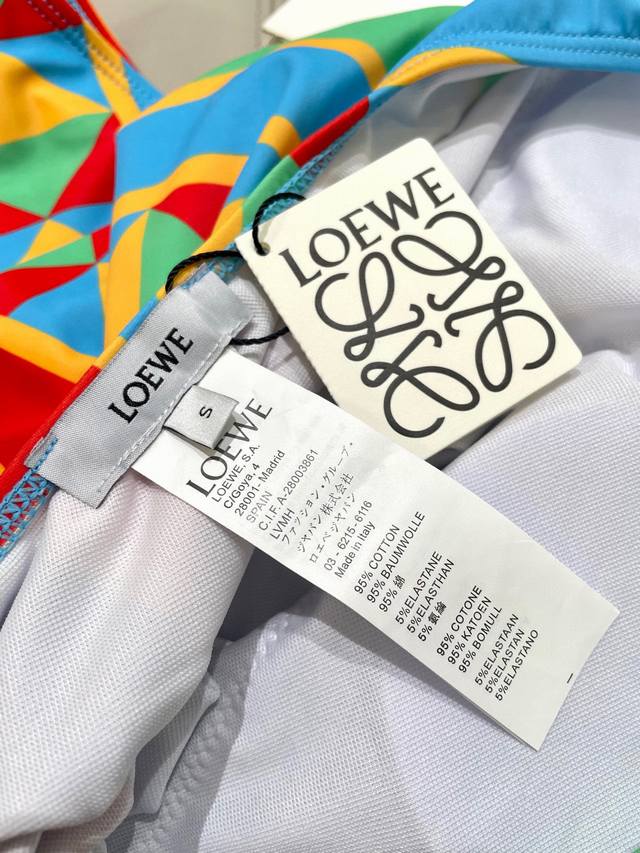 LOEWE
LOEWE
S
LOEWE
LOEWE, S.A.
C/Goya, 4
28001- Madrid
SPAIN
C.I.F A-28003861
LVMH
ファッション・グループ・
ジャパン株式会社
ロエベジャパン
03 - 6215-6116
Made in Italy
95% COTTON
95% BAUMWOLLE
95% 綿
5%ELASTANE
5%ELASTHAN
95% COTONE
95% KATOEN
95% BOMULL
5%ELASTAAN
5%ELASTAN
5%ELASTANO